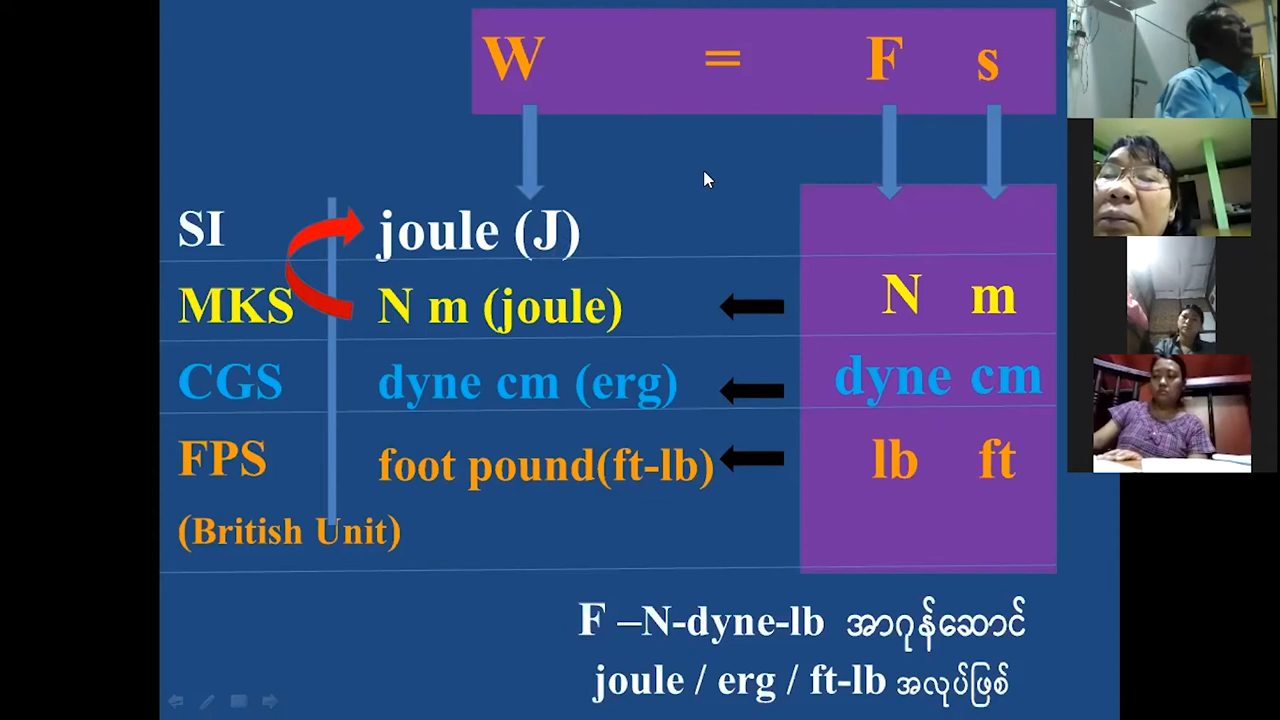 W = F s
SI joule (J)
MKS N m (joule) N m
CGS dyne cm (erg) dyne cm
FPS foot pound(ft-lb) lb ft
(British Unit)
F –N-dyne-lb အာဂုန်ဆောင်
joule / erg / ft-lb အလုပ်ဖြစ်